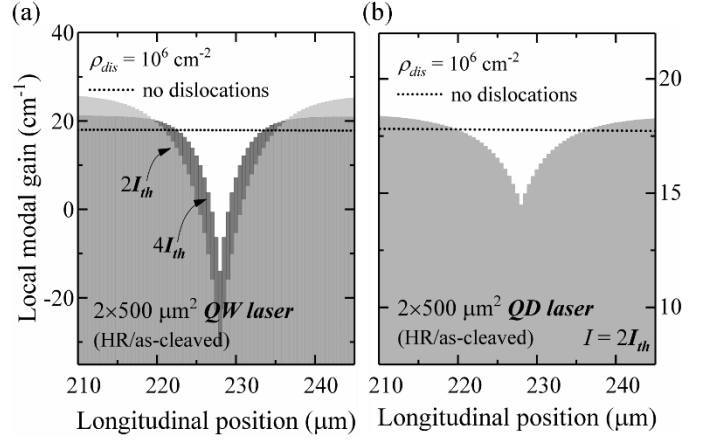 (a)
Local modal gain (cm⁻¹)
40
20
0
-20
ρdis = 10⁶ cm⁻²
no dislocations
2Ith
4Ith
2×500 μm² QW laser
(HR/as-cleaved)
210 220 230 240
Longitudinal position (μm)
(b)
ρdis = 10⁶ cm⁻²
no dislocations
20
15
10
2×500 μm² QD laser
(HR/as-cleaved) I = 2Ith
210 220 230 240
Longitudinal position (μm)